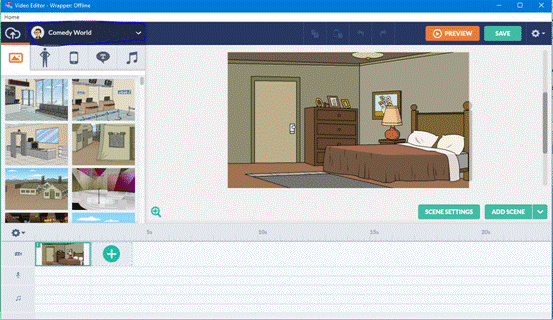 Video Editor - Wrapper: Offline
Home
Comedy World
PREVIEW
SAVE
SCENE SETTINGS
ADD SCENE
5s
10s
15s
20s